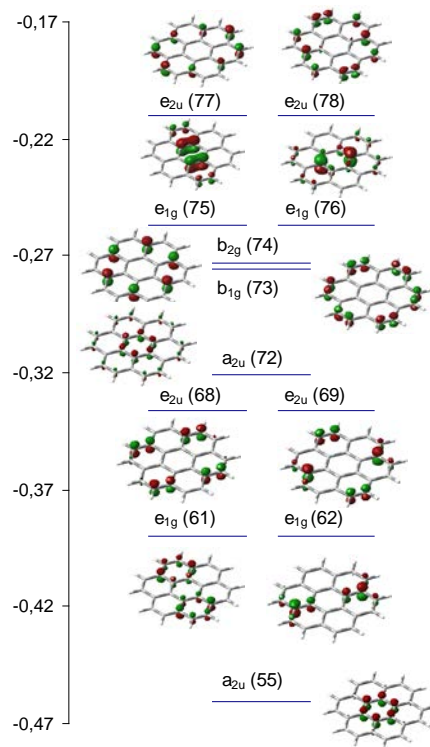 -0,17
e2u (77) e2u (78)
-0,22
e1g (75) e1g (76)
b2g (74)
-0,27
b1g (73)
a2u (72)
-0,32
e2u (68) e2u (69)
-0,37
e1g (61) e1g (62)
-0,42
a2u (55)
-0,47